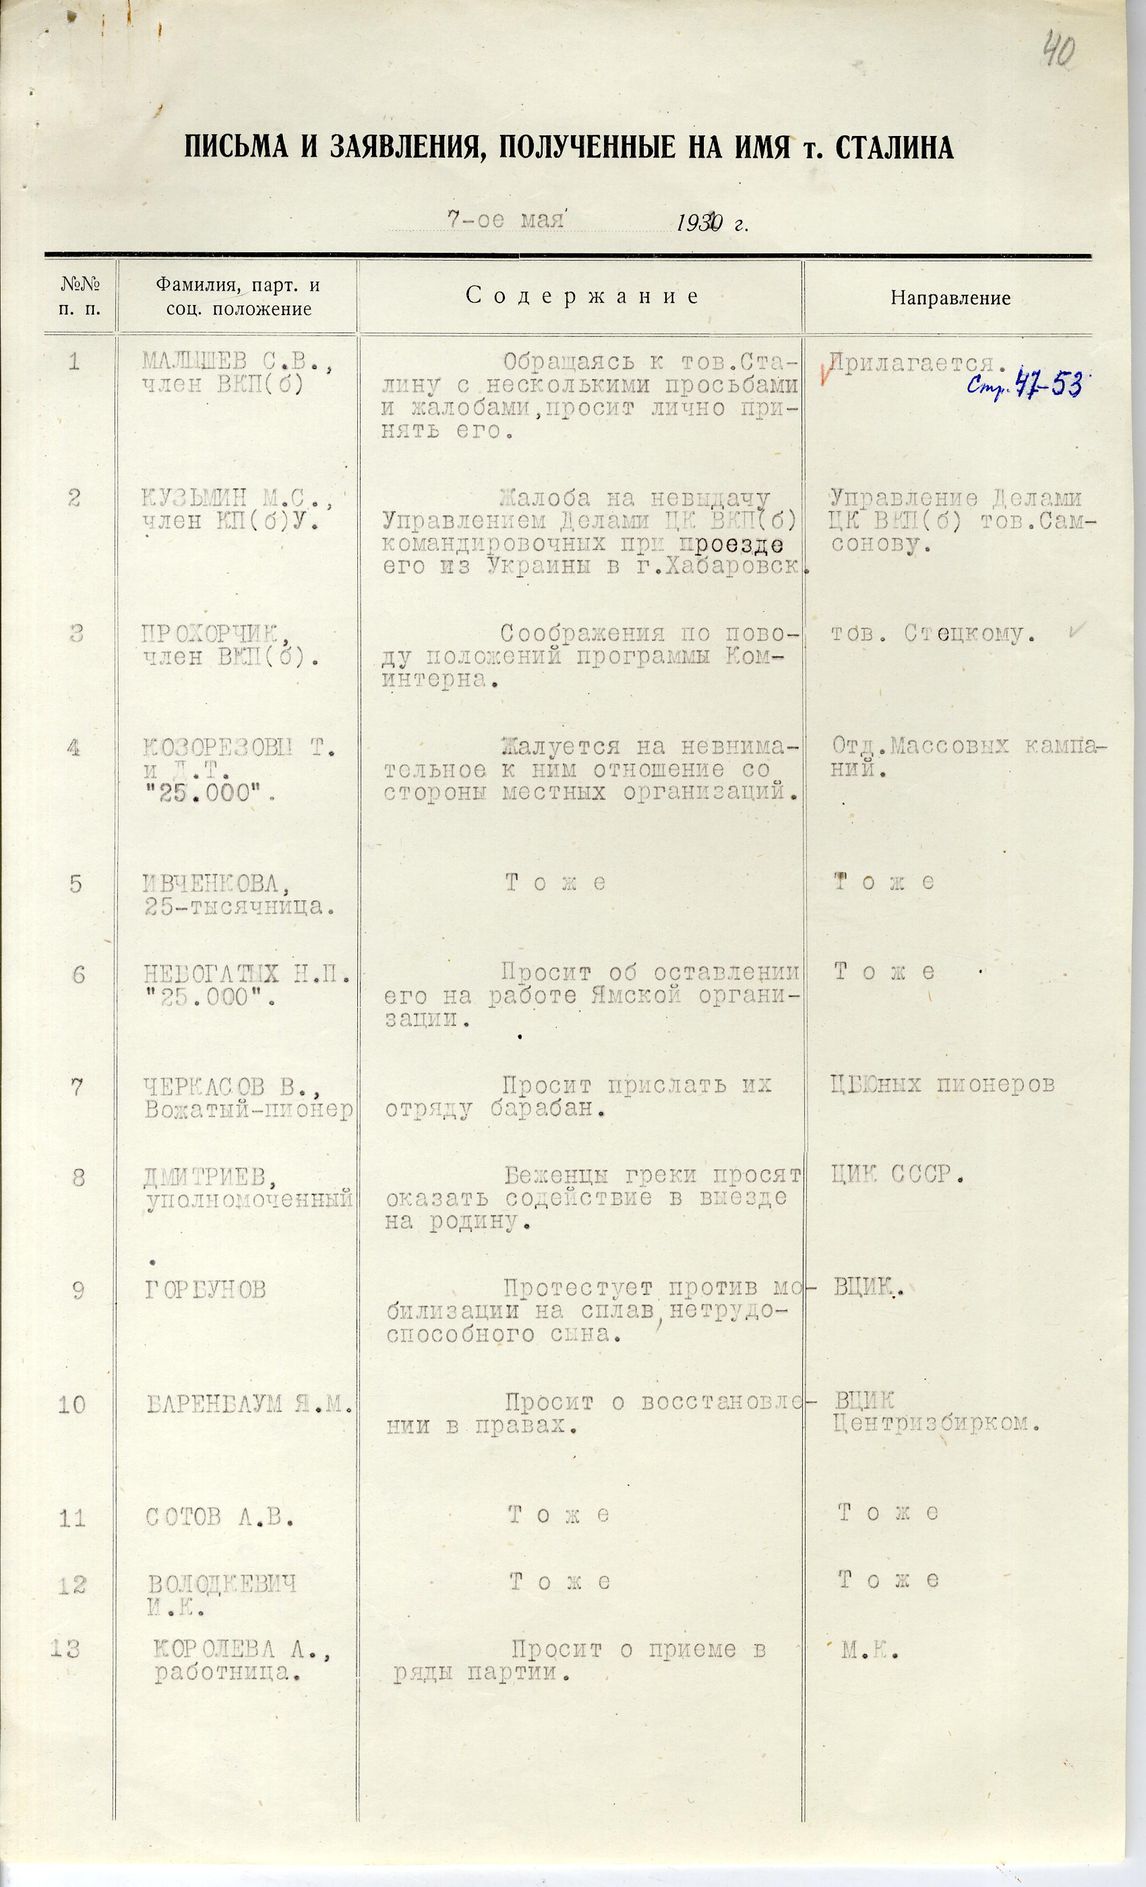 40
ПИСЬМА И ЗАЯВЛЕНИЯ, ПОЛУЧЕННЫЕ НА ИМЯ т. СТАЛИНА
7-ое мая 1931 г.
№№ п. п. Фамилия, парт. и соц. положение Содержание Направление
1 МАЛЫШЕВ С.В., Обращаясь к тов.Ста- Прилагается.
член ВКП(б) лину с несколькими просьбами Стр. 47-53
и жалобами,просит лично при-
нять его.
2 КУЗЬМИН М.С., Жалоба на невыдачу Управление Делами
член КП(б)У. Управлением Делами ЦК ВКП(б) ЦК ВКП(б) тов.Сам-
командировочных при проезде сонову.
его из Украины в г.Хабаровск.
3 ПРОХОРЧИК, Соображения по пово- тов. Стецкому.
член ВКП(б). ду положений программы Ком-
интерна.
4 КОЗОРЕЗОВЫ Т. Жалуется на невнима- Отд.Массовых кампа-
и Д.Т. тельное к ним отношение со ний.
"25.000". стороны местных организаций.
5 ИВЧЕНКОВА, Тоже Тоже
25-тысячница.
6 НЕБОГАТЫХ Н.П. Просит об оставлении Тоже
"25.000". его на работе Ямской органи-
зации.
7 ЧЕРКАСОВ В., Просит прислать их ЦБЮных пионеров
Вожатый-пионер отряду барабан.
8 ДМИТРИЕВ, Беженцы греки просят ЦИК СССР.
уполномоченный оказать содействие в выезде
на родину.
9 ГОРБУНОВ Протестует против мо- ВЦИК.
билизации на сплав,нетрудо-
способного сына.
10 БАРЕНБАУМ Я.М. Просит о восстановле- ВЦИК
нии в правах. Центризбирком.
11 СОТОВ А.В. Тоже Тоже
12 ВОЛОДКЕВИЧ Тоже Тоже
И.К.
13 КОРОЛЕВА А., Просит о приеме в М.К.
работница. ряды партии.